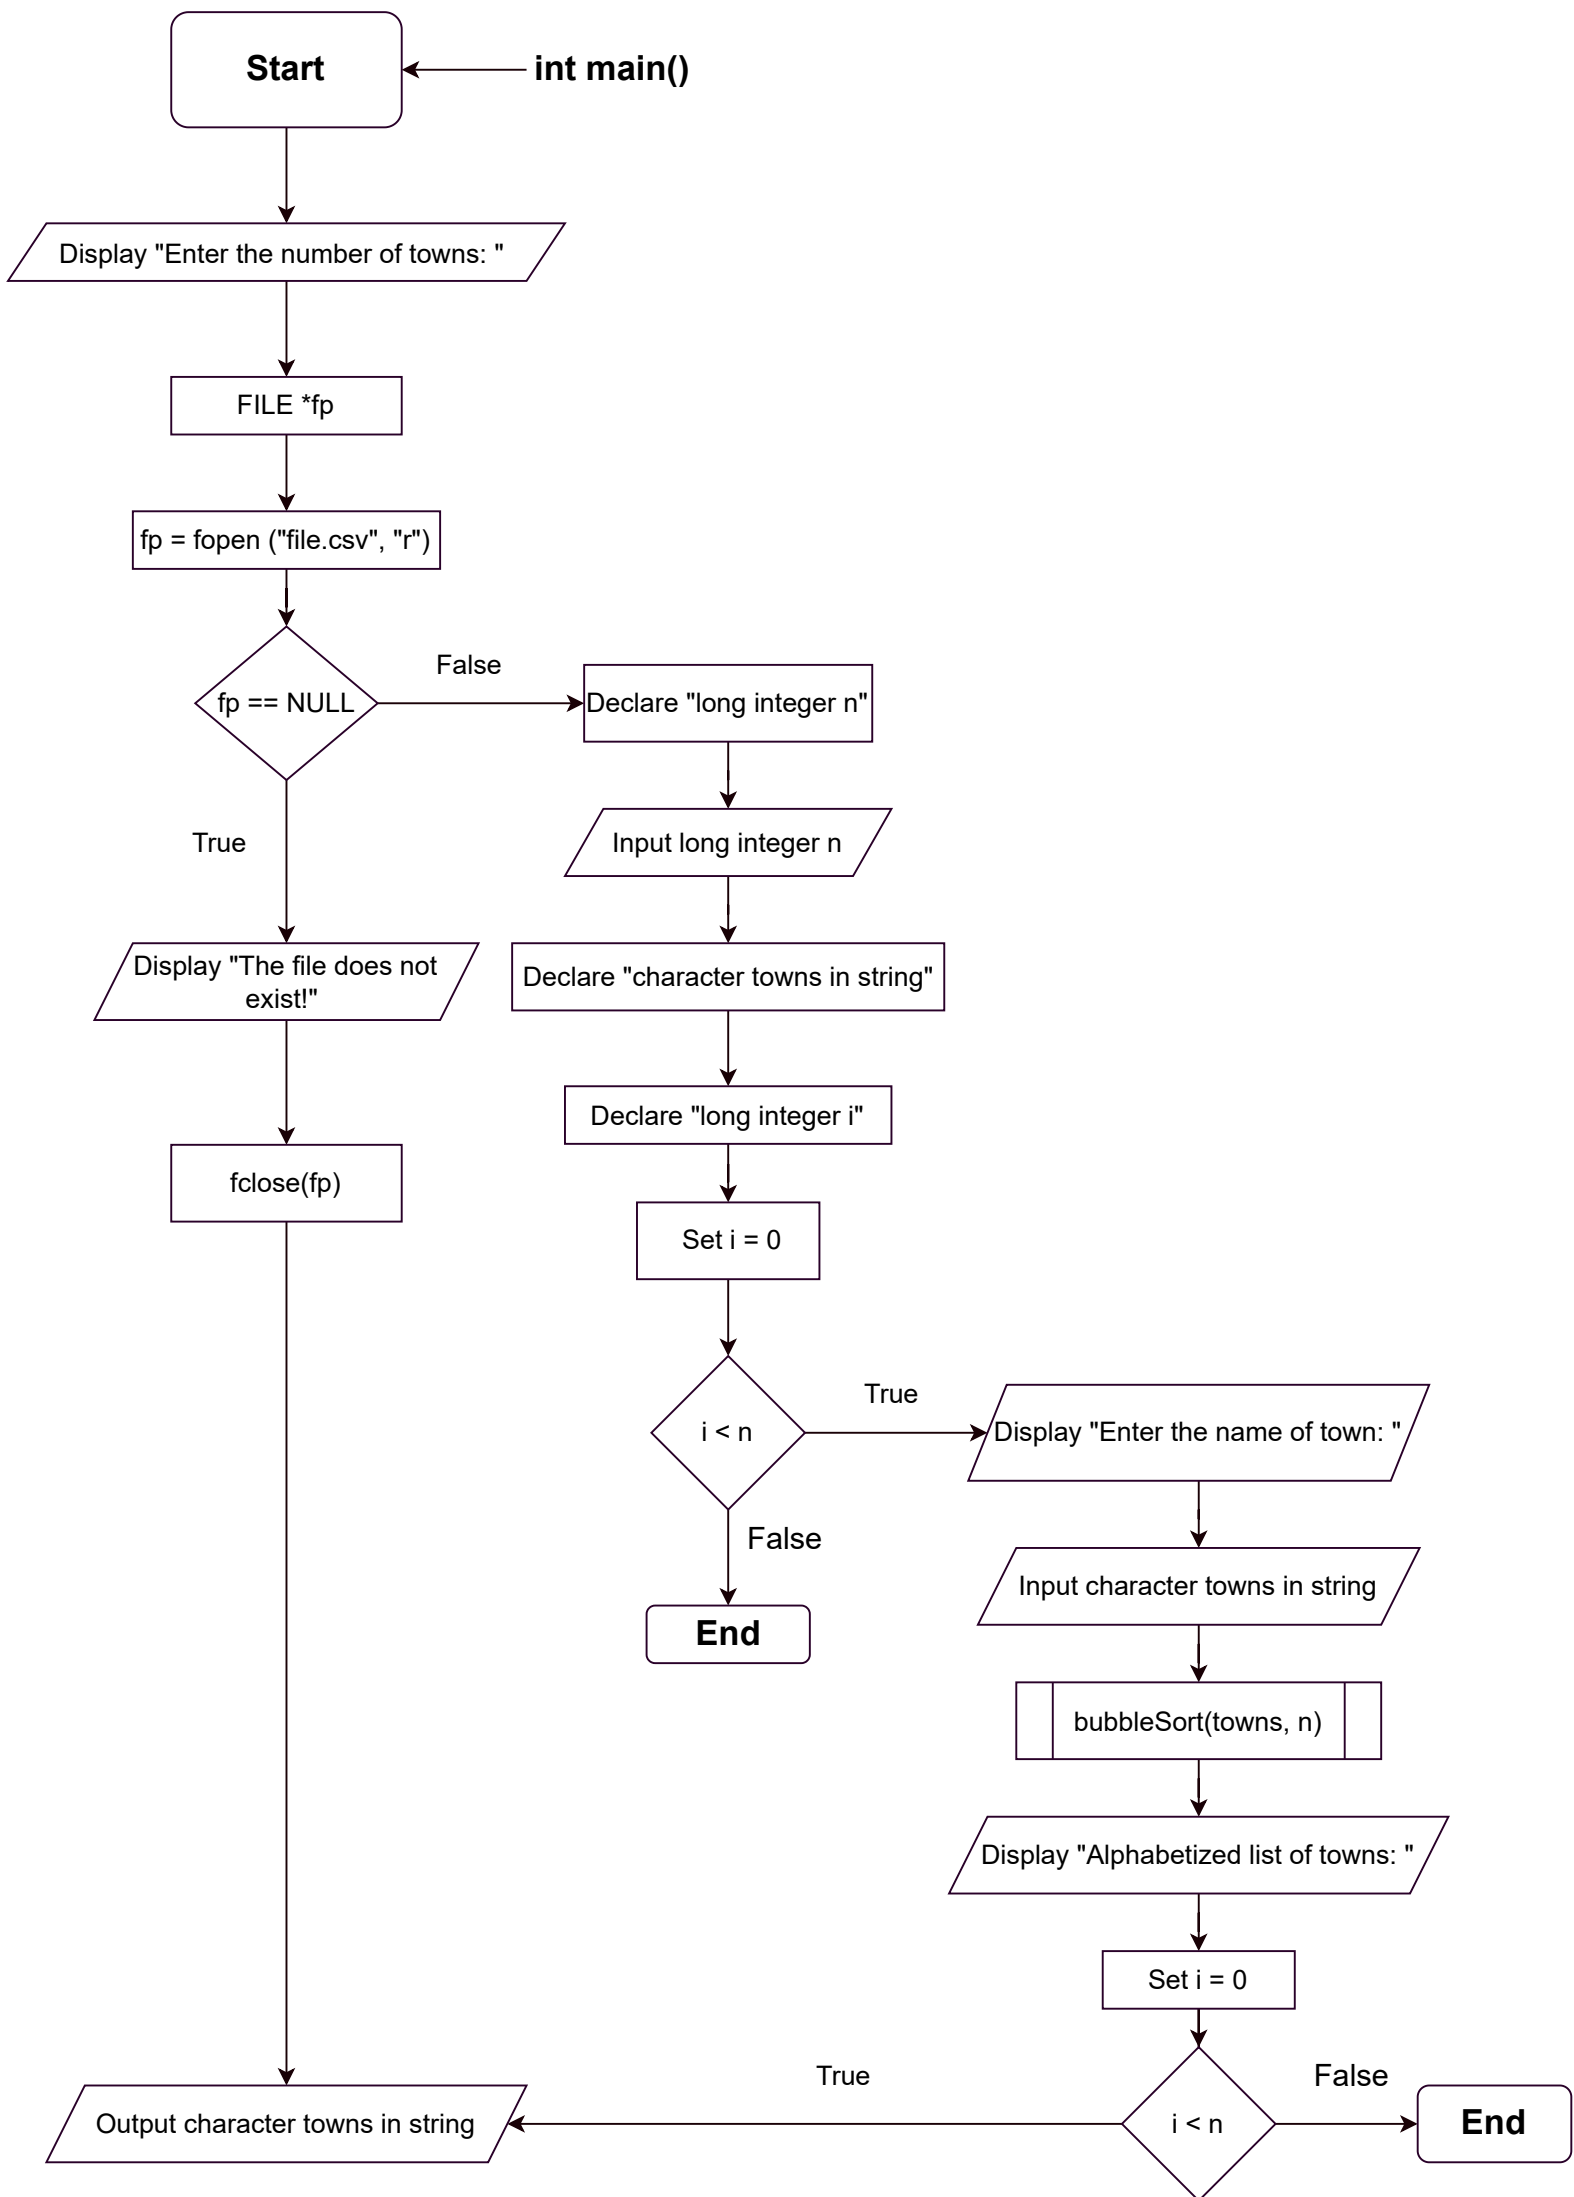 Start
int main()
Display "Enter the number of towns: "
FILE *fp
fp = fopen ("file.csv", "r")
fp == NULL
False
Declare "long integer n"
True
Input long integer n
Display "The file does not
exist!"
Declare "character towns in string"
Declare "long integer i"
fclose(fp)
Set i = 0
i < n
True
Display "Enter the name of town: "
False
End
Input character towns in string
bubbleSort(towns, n)
Display "Alphabetized list of towns: "
Set i = 0
i < n
True
False
End
Output character towns in string